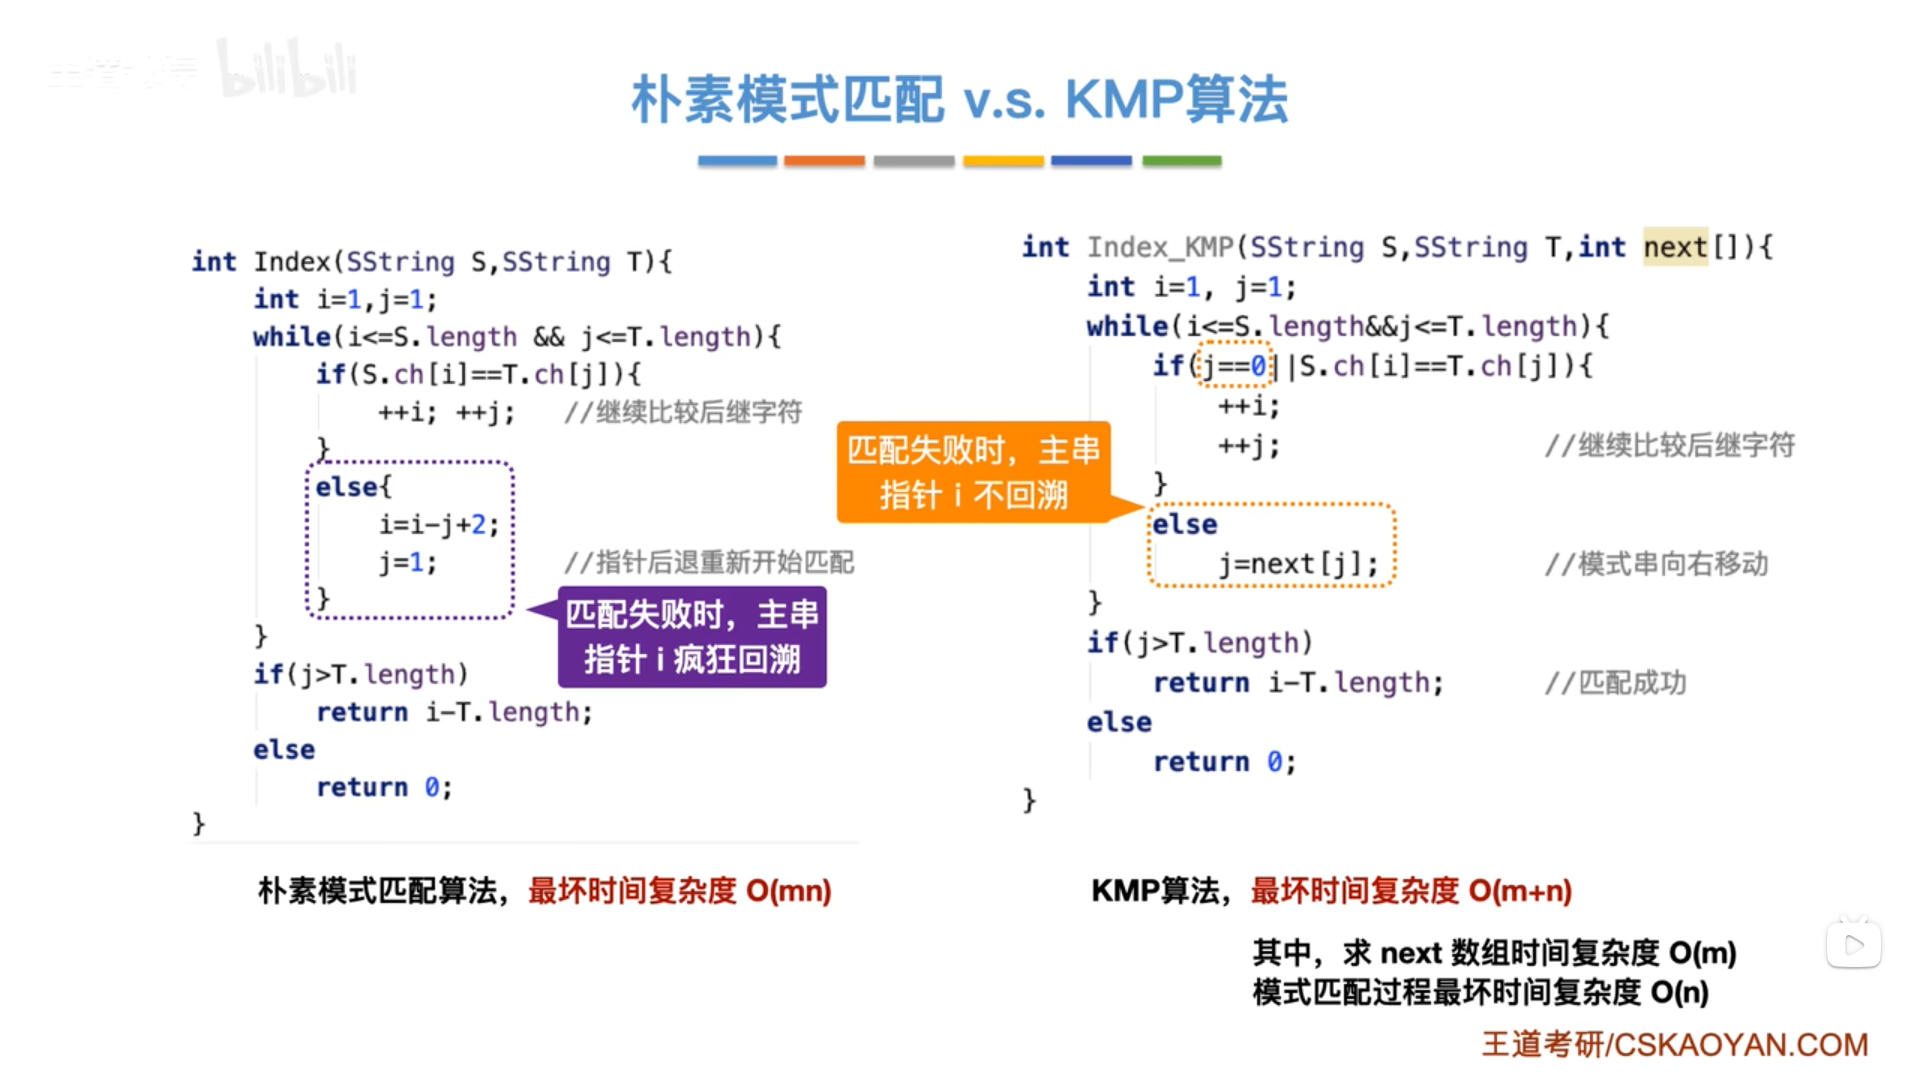 bilibili
朴素模式匹配 v.s. KMP算法
int Index(SString S,SString T){
int i=1,j=1;
while(i<=S.length && j<=T.length){
if(S.ch[i]==T.ch[j]){
++i; ++j; //继续比较后继字符
}
else{
i=i-j+2;
j=1; //指针后退重新开始匹配
}
}
if(j>T.length)
return i-T.length;
else
return 0;
}
匹配失败时，主串
指针 i 疯狂回溯
朴素模式匹配算法，最坏时间复杂度 O(mn)
int Index_KMP(SString S,SString T,int next[]){
int i=1, j=1;
while(i<=S.length&&j<=T.length){
if(j==0||S.ch[i]==T.ch[j]){
++i;
++j; //继续比较后继字符
}
else
j=next[j]; //模式串向右移动
}
if(j>T.length)
return i-T.length; //匹配成功
else
return 0;
}
匹配失败时，主串
指针 i 不回溯
KMP算法，最坏时间复杂度 O(m+n)
其中，求 next 数组时间复杂度 O(m)
模式匹配过程最坏时间复杂度 O(n)
王道考研/CSKAOYAN.COM